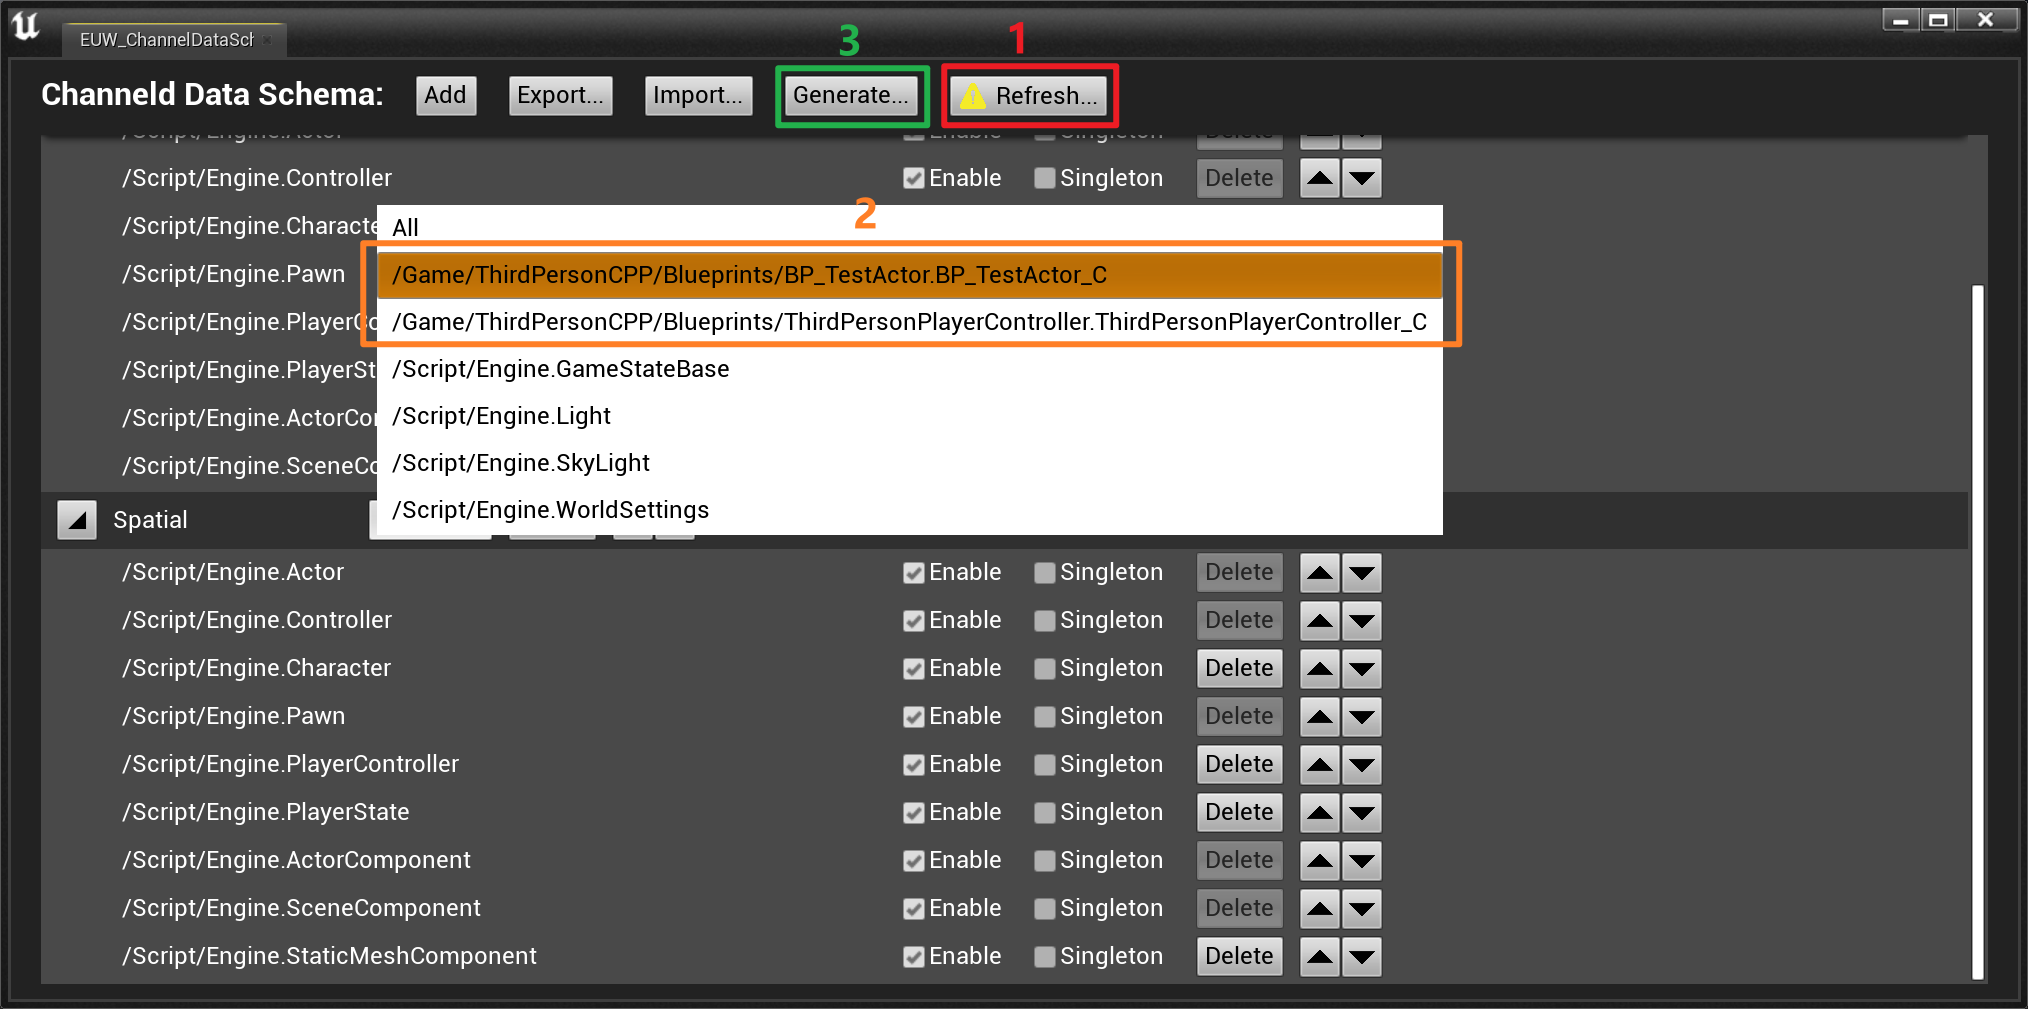 EUW_ChannelDataSch
3
1
Channeld Data Schema:
Add
Export...
Import...
Generate...
Refresh...
/Script/Engine.Actor Enable Singleton Delete
/Script/Engine.Controller Enable Singleton Delete
/Script/Engine.Characte
/Script/Engine.Pawn
/Script/Engine.PlayerCo
/Script/Engine.PlayerSt
/Script/Engine.ActorCor
/Script/Engine.SceneCo
2
All
/Game/ThirdPersonCPP/Blueprints/BP_TestActor.BP_TestActor_C
/Game/ThirdPersonCPP/Blueprints/ThirdPersonPlayerController.ThirdPersonPlayerController_C
/Script/Engine.GameStateBase
/Script/Engine.Light
/Script/Engine.SkyLight
/Script/Engine.WorldSettings
Spatial
/Script/Engine.Actor Enable Singleton Delete
/Script/Engine.Controller Enable Singleton Delete
/Script/Engine.Character Enable Singleton Delete
/Script/Engine.Pawn Enable Singleton Delete
/Script/Engine.PlayerController Enable Singleton Delete
/Script/Engine.PlayerState Enable Singleton Delete
/Script/Engine.ActorComponent Enable Singleton Delete
/Script/Engine.SceneComponent Enable Singleton Delete
/Script/Engine.StaticMeshComponent Enable Singleton Delete